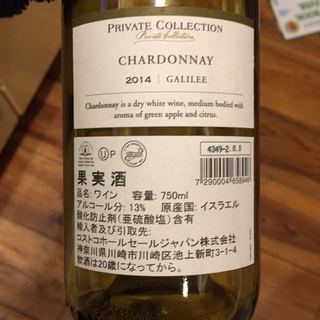 PRIVATE COLLECTION
Private Collection
CHARDONNAY
2014 | GALILEE
Chardonnay is a dry white wine, medium bodied with
aroma of green apple and citrus.
U P
果実酒
品名: ワイン 容量: 750ml
アルコール分: 13% 原産国: イスラエル
酸化防止剤(亜硫酸塩)含有
輸入者及び引取先:
コストコホールセールジャパン株式会社
神奈川県川崎市川崎区池上新町3-1-4
飲酒は20歳になってから。
7290004658946